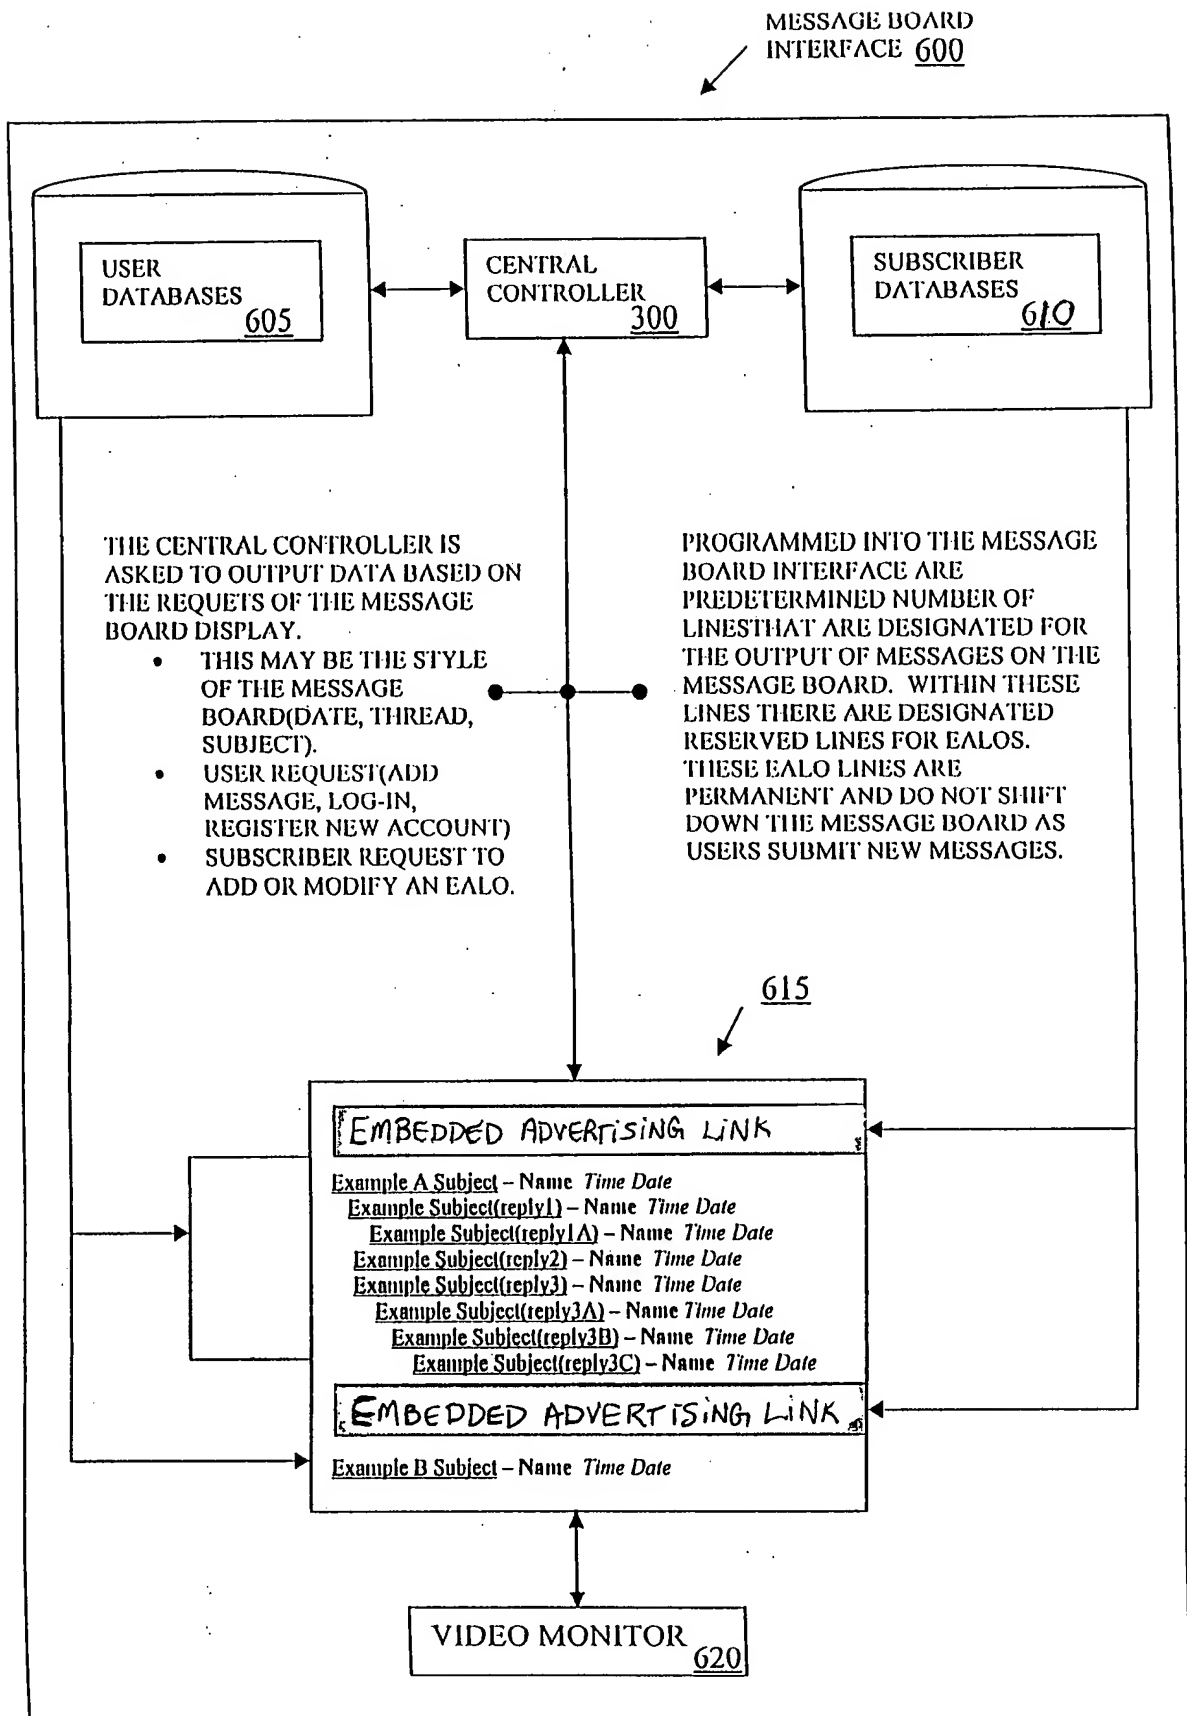 MESSAGE BOARD
INTERFACE 600
USER
DATABASES
605
CENTRAL
CONTROLLER
300
SUBSCRIBER
DATABASES
610
THE CENTRAL CONTROLLER IS
ASKED TO OUTPUT DATA BASED ON
THE REQUETS OF THE MESSAGE
BOARD DISPLAY.
• THIS MAY BE THE STYLE
OF THE MESSAGE
BOARD(DATE, THREAD,
SUBJECT).
• USER REQUEST(ADD
MESSAGE, LOG-IN,
REGISTER NEW ACCOUNT)
• SUBSCRIBER REQUEST TO
ADD OR MODIFY AN EALO.
PROGRAMMED INTO THE MESSAGE
BOARD INTERFACE ARE
PREDETERMINED NUMBER OF
LINESTHAT ARE DESIGNATED FOR
THE OUTPUT OF MESSAGES ON THE
MESSAGE BOARD. WITHIN THESE
LINES THERE ARE DESIGNATED
RESERVED LINES FOR EALOS.
THESE EALO LINES ARE
PERMANENT AND DO NOT SHIFT
DOWN THE MESSAGE BOARD AS
USERS SUBMIT NEW MESSAGES.
615
EMBEDDED ADVERTISING LINK
Example A Subject – Name Time Date
Example Subject(reply1) – Name Time Date
Example Subject(reply1A) – Name Time Date
Example Subject(reply2) – Name Time Date
Example Subject(reply3) – Name Time Date
Example Subject(reply3A) – Name Time Date
Example Subject(reply3B) – Name Time Date
Example Subject(reply3C) – Name Time Date
EMBEDDED ADVERTISING LINK
Example B Subject – Name Time Date
VIDEO MONITOR
620